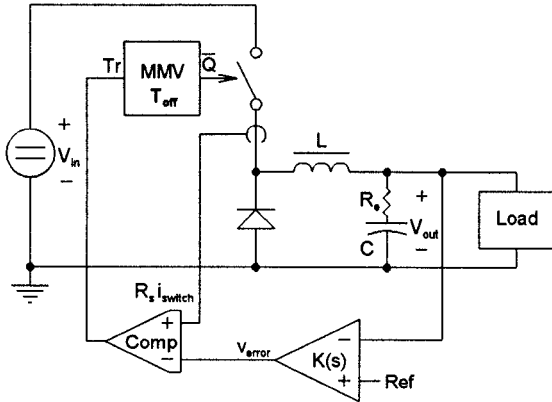 Tr
MMV
T_off
Q̅
+
V_in
−
L
R_e
C
+
V_out
−
Load
R_s i_switch
+
Comp
−
v_error
−
K(s)
+
Ref